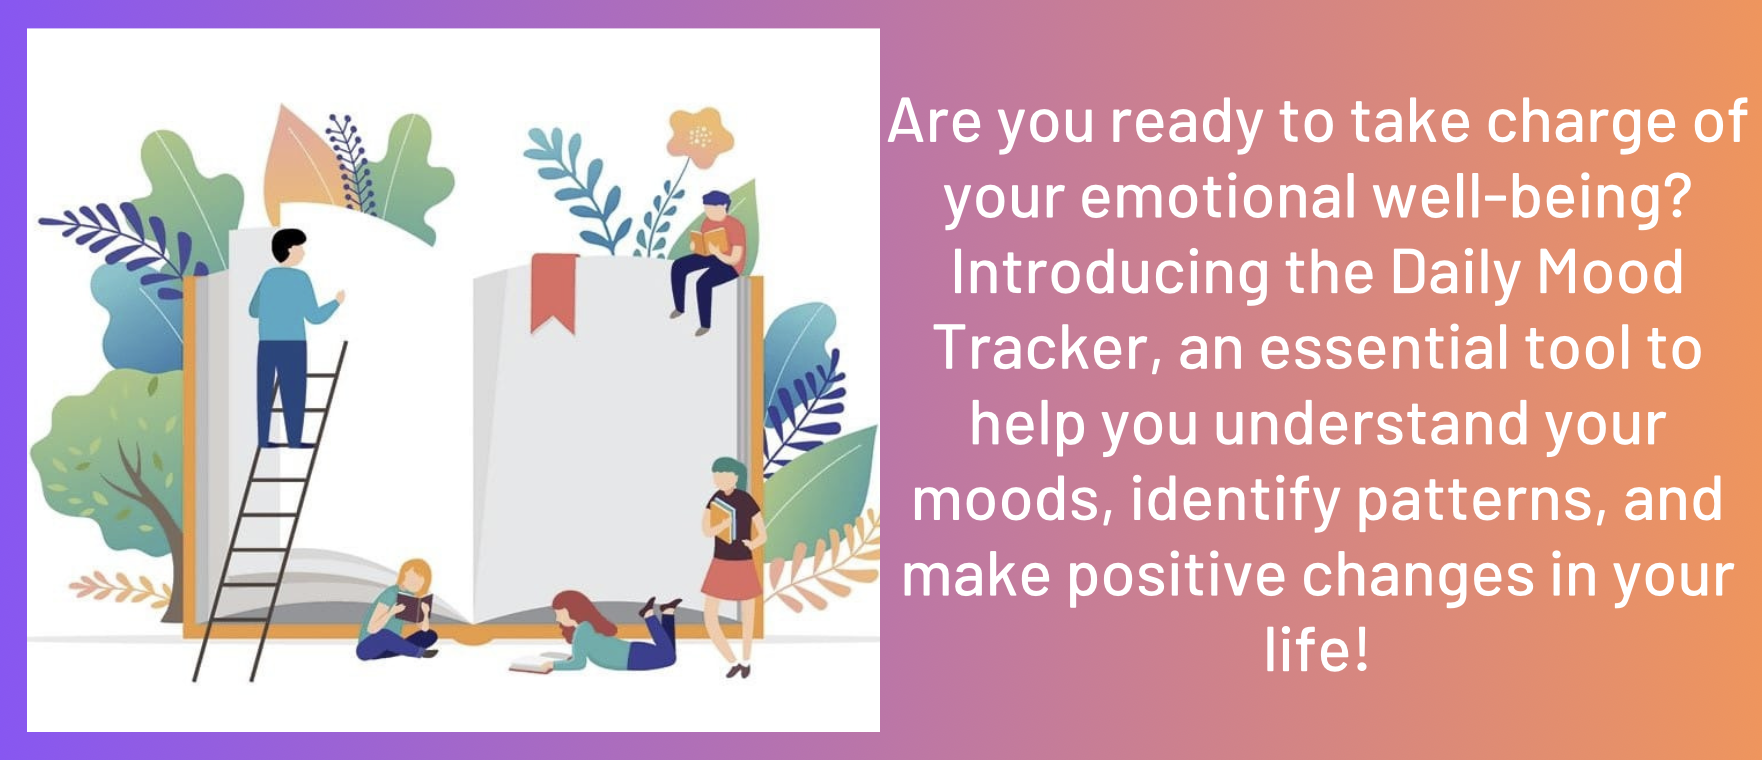 Are you ready to take charge of
your emotional well-being?
Introducing the Daily Mood
Tracker, an essential tool to
help you understand your
moods, identify patterns, and
make positive changes in your
life!